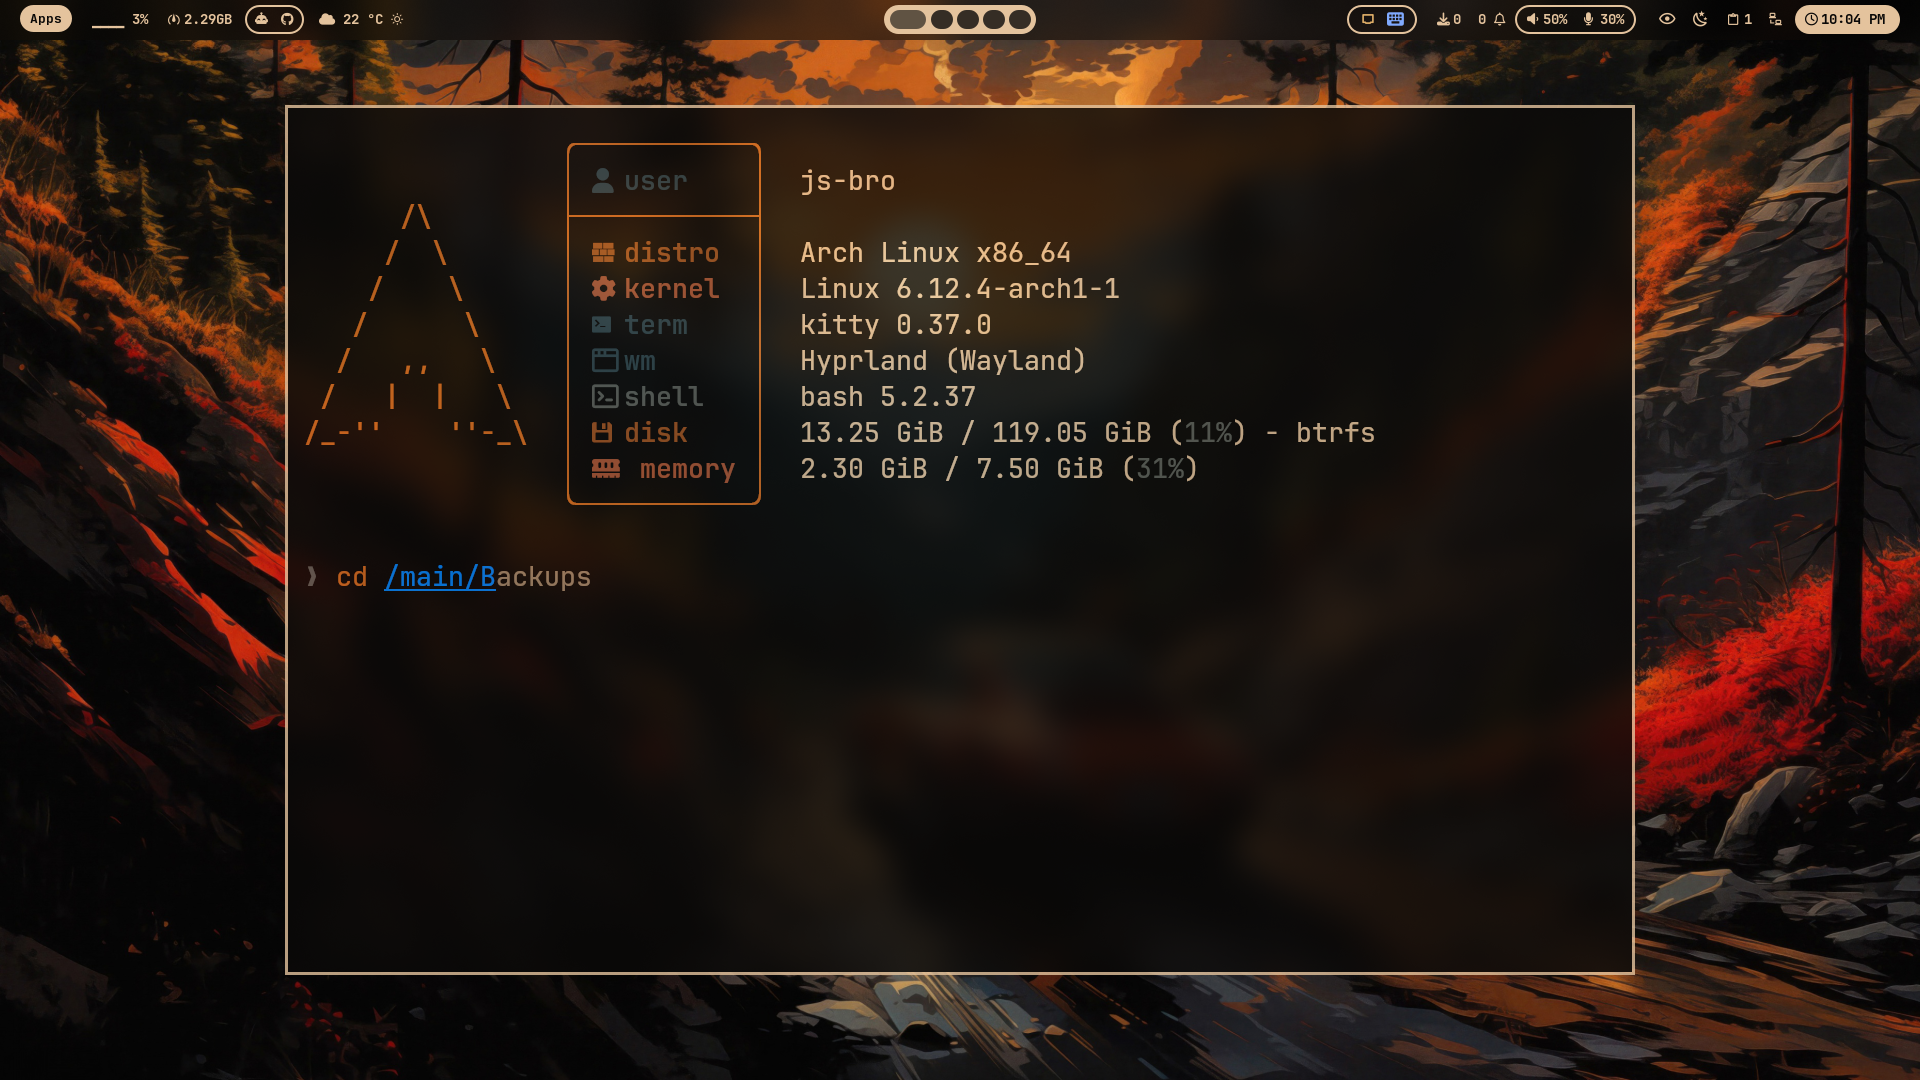 Apps 3% 2.29GB 22 °C 0 0 50% 30% 1 10:04 PM
user js-bro
distro Arch Linux x86_64
kernel Linux 6.12.4-arch1-1
term kitty 0.37.0
wm Hyprland (Wayland)
shell bash 5.2.37
disk 13.25 GiB / 119.05 GiB (11%) - btrfs
memory 2.30 GiB / 7.50 GiB (31%)
❫ cd /main/Backups